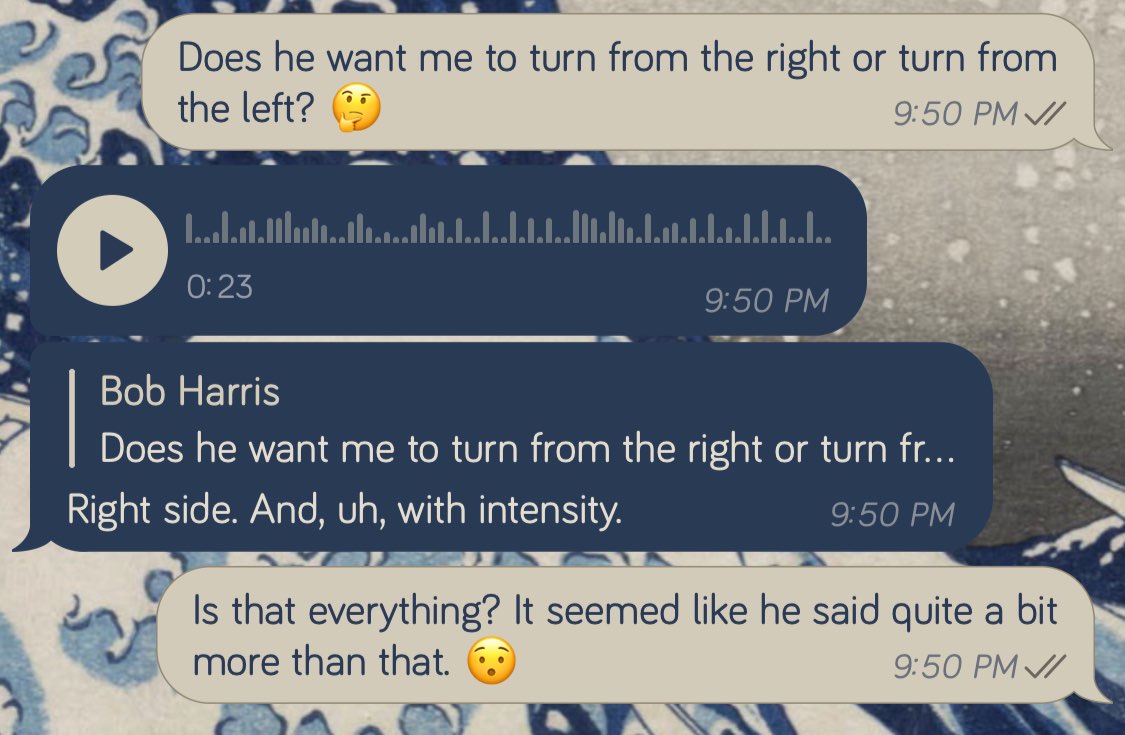 Does he want me to turn from the right or turn from
the left? 🤔
9:50 PM
0:23
9:50 PM
Bob Harris
Does he want me to turn from the right or turn fr...
Right side. And, uh, with intensity.
9:50 PM
Is that everything? It seemed like he said quite a bit
more than that. 😯
9:50 PM